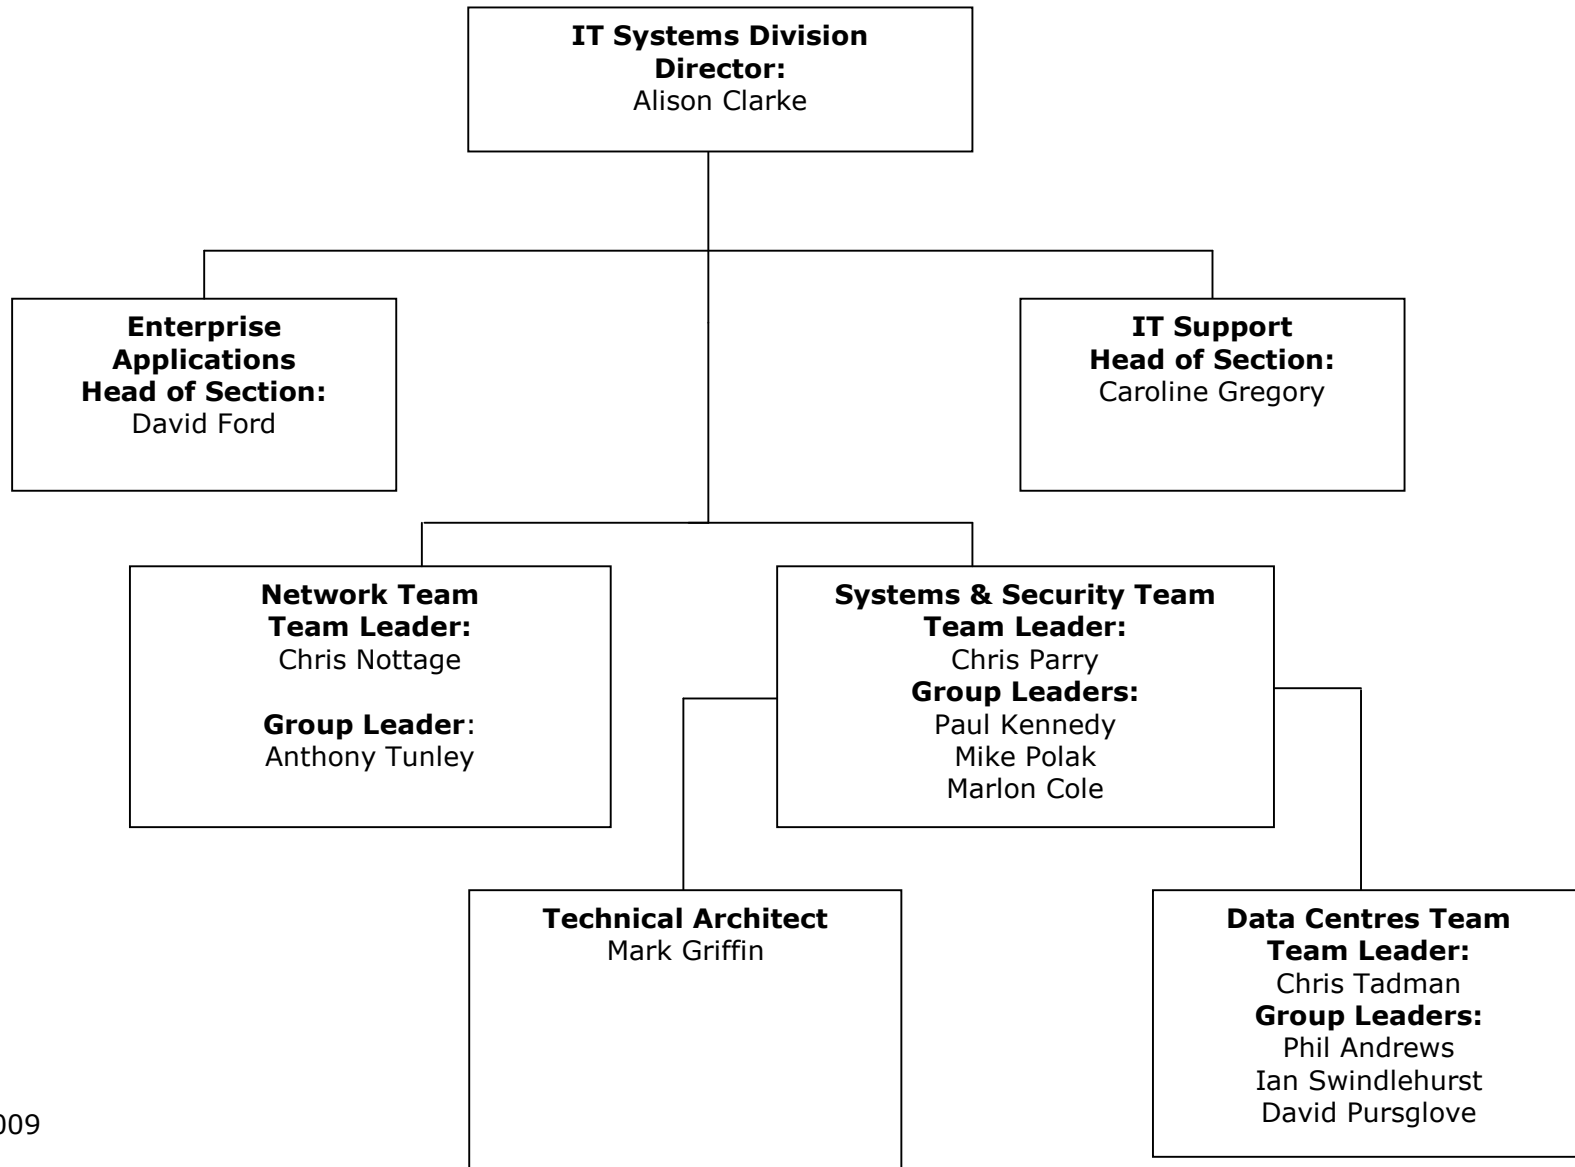 IT Systems Division
Director:
Alison Clarke
Enterprise
Applications
Head of Section:
David Ford
IT Support
Head of Section:
Caroline Gregory
Network Team
Team Leader:
Chris Nottage
Group Leader:
Anthony Tunley
Systems & Security Team
Team Leader:
Chris Parry
Group Leaders:
Paul Kennedy
Mike Polak
Marlon Cole
Technical Architect
Mark Griffin
Data Centres Team
Team Leader:
Chris Tadman
Group Leaders:
Phil Andrews
Ian Swindlehurst
David Pursglove
009